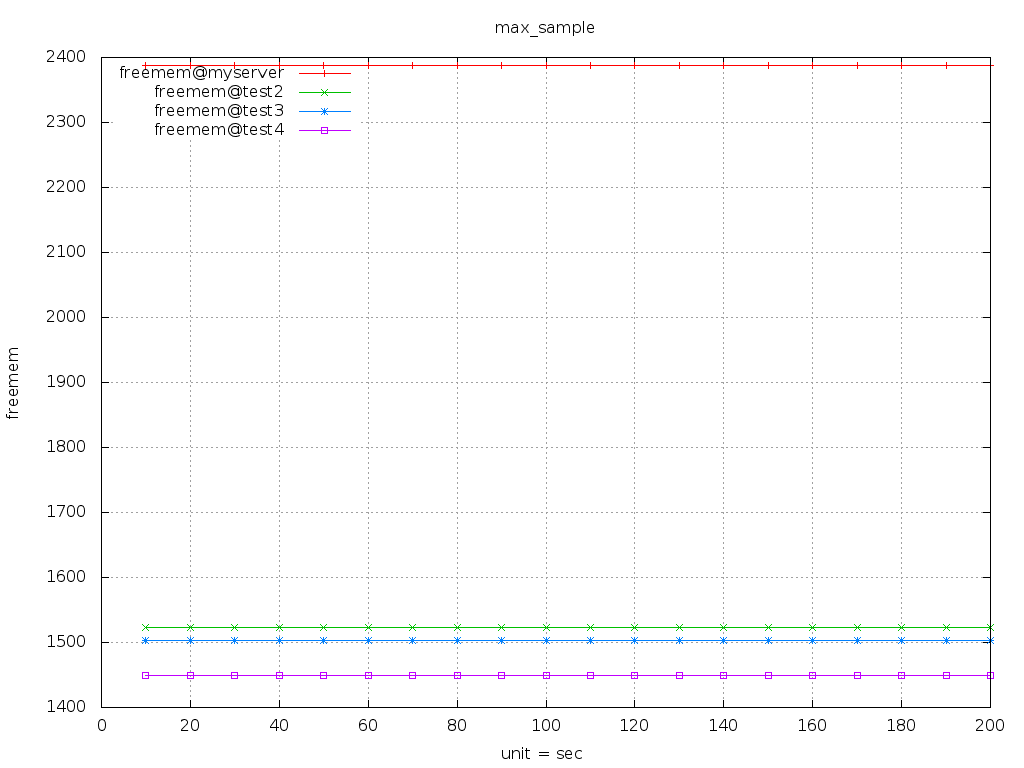 max_sample
2400
2300
2200
2100
2000
1900
1800
1700
1600
1500
1400
freemem@myserver
freemem@test2
freemem@test3
freemem@test4
freemem
0 20 40 60 80 100 120 140 160 180 200
unit = sec